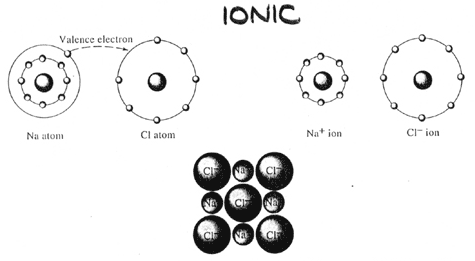 IONIC
Valence electron
Na atom
Cl atom
Na⁺ ion
Cl⁻ ion
Cl⁻ Na⁺ Cl⁻
Na⁺ Cl⁻ Na⁺
Cl⁻ Na⁺ Cl⁻